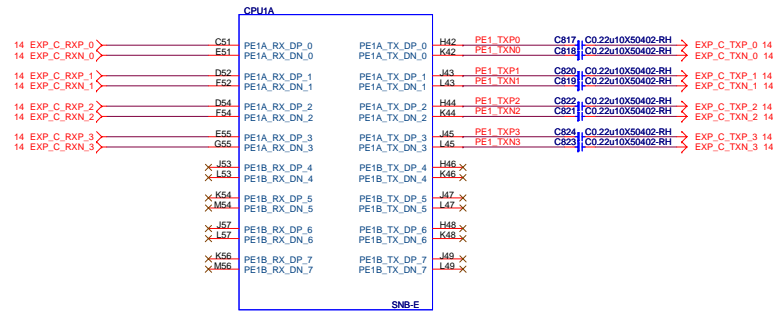 CPU1A
14 EXP_C_RXP_0 C51 PE1A_RX_DP_0 PE1A_TX_DP_0 H42 PE1_TXP0 C817 C0.22u10X50402-RH EXP_C_TXP_0 14
14 EXP_C_RXN_0 E51 PE1A_RX_DN_0 PE1A_TX_DN_0 K42 PE1_TXN0 C818 C0.22u10X50402-RH EXP_C_TXN_0 14
14 EXP_C_RXP_1 D52 PE1A_RX_DP_1 PE1A_TX_DP_1 J43 PE1_TXP1 C820 C0.22u10X50402-RH EXP_C_TXP_1 14
14 EXP_C_RXN_1 F52 PE1A_RX_DN_1 PE1A_TX_DN_1 L43 PE1_TXN1 C819 C0.22u10X50402-RH EXP_C_TXN_1 14
14 EXP_C_RXP_2 D54 PE1A_RX_DP_2 PE1A_TX_DP_2 H44 PE1_TXP2 C822 C0.22u10X50402-RH EXP_C_TXP_2 14
14 EXP_C_RXN_2 F54 PE1A_RX_DN_2 PE1A_TX_DN_2 K44 PE1_TXN2 C821 C0.22u10X50402-RH EXP_C_TXN_2 14
14 EXP_C_RXP_3 E55 PE1A_RX_DP_3 PE1A_TX_DP_3 J45 PE1_TXP3 C824 C0.22u10X50402-RH EXP_C_TXP_3 14
14 EXP_C_RXN_3 G55 PE1A_RX_DN_3 PE1A_TX_DN_3 L45 PE1_TXN3 C823 C0.22u10X50402-RH EXP_C_TXN_3 14
J53 PE1B_RX_DP_4 PE1B_TX_DP_4 H46
L53 PE1B_RX_DN_4 PE1B_TX_DN_4 K46
K54 PE1B_RX_DP_5 PE1B_TX_DP_5 J47
M54 PE1B_RX_DN_5 PE1B_TX_DN_5 L47
J57 PE1B_RX_DP_6 PE1B_TX_DP_6 H48
L57 PE1B_RX_DN_6 PE1B_TX_DN_6 K48
K56 PE1B_RX_DP_7 PE1B_TX_DP_7 J49
M56 PE1B_RX_DN_7 PE1B_TX_DN_7 L49
SNB-E